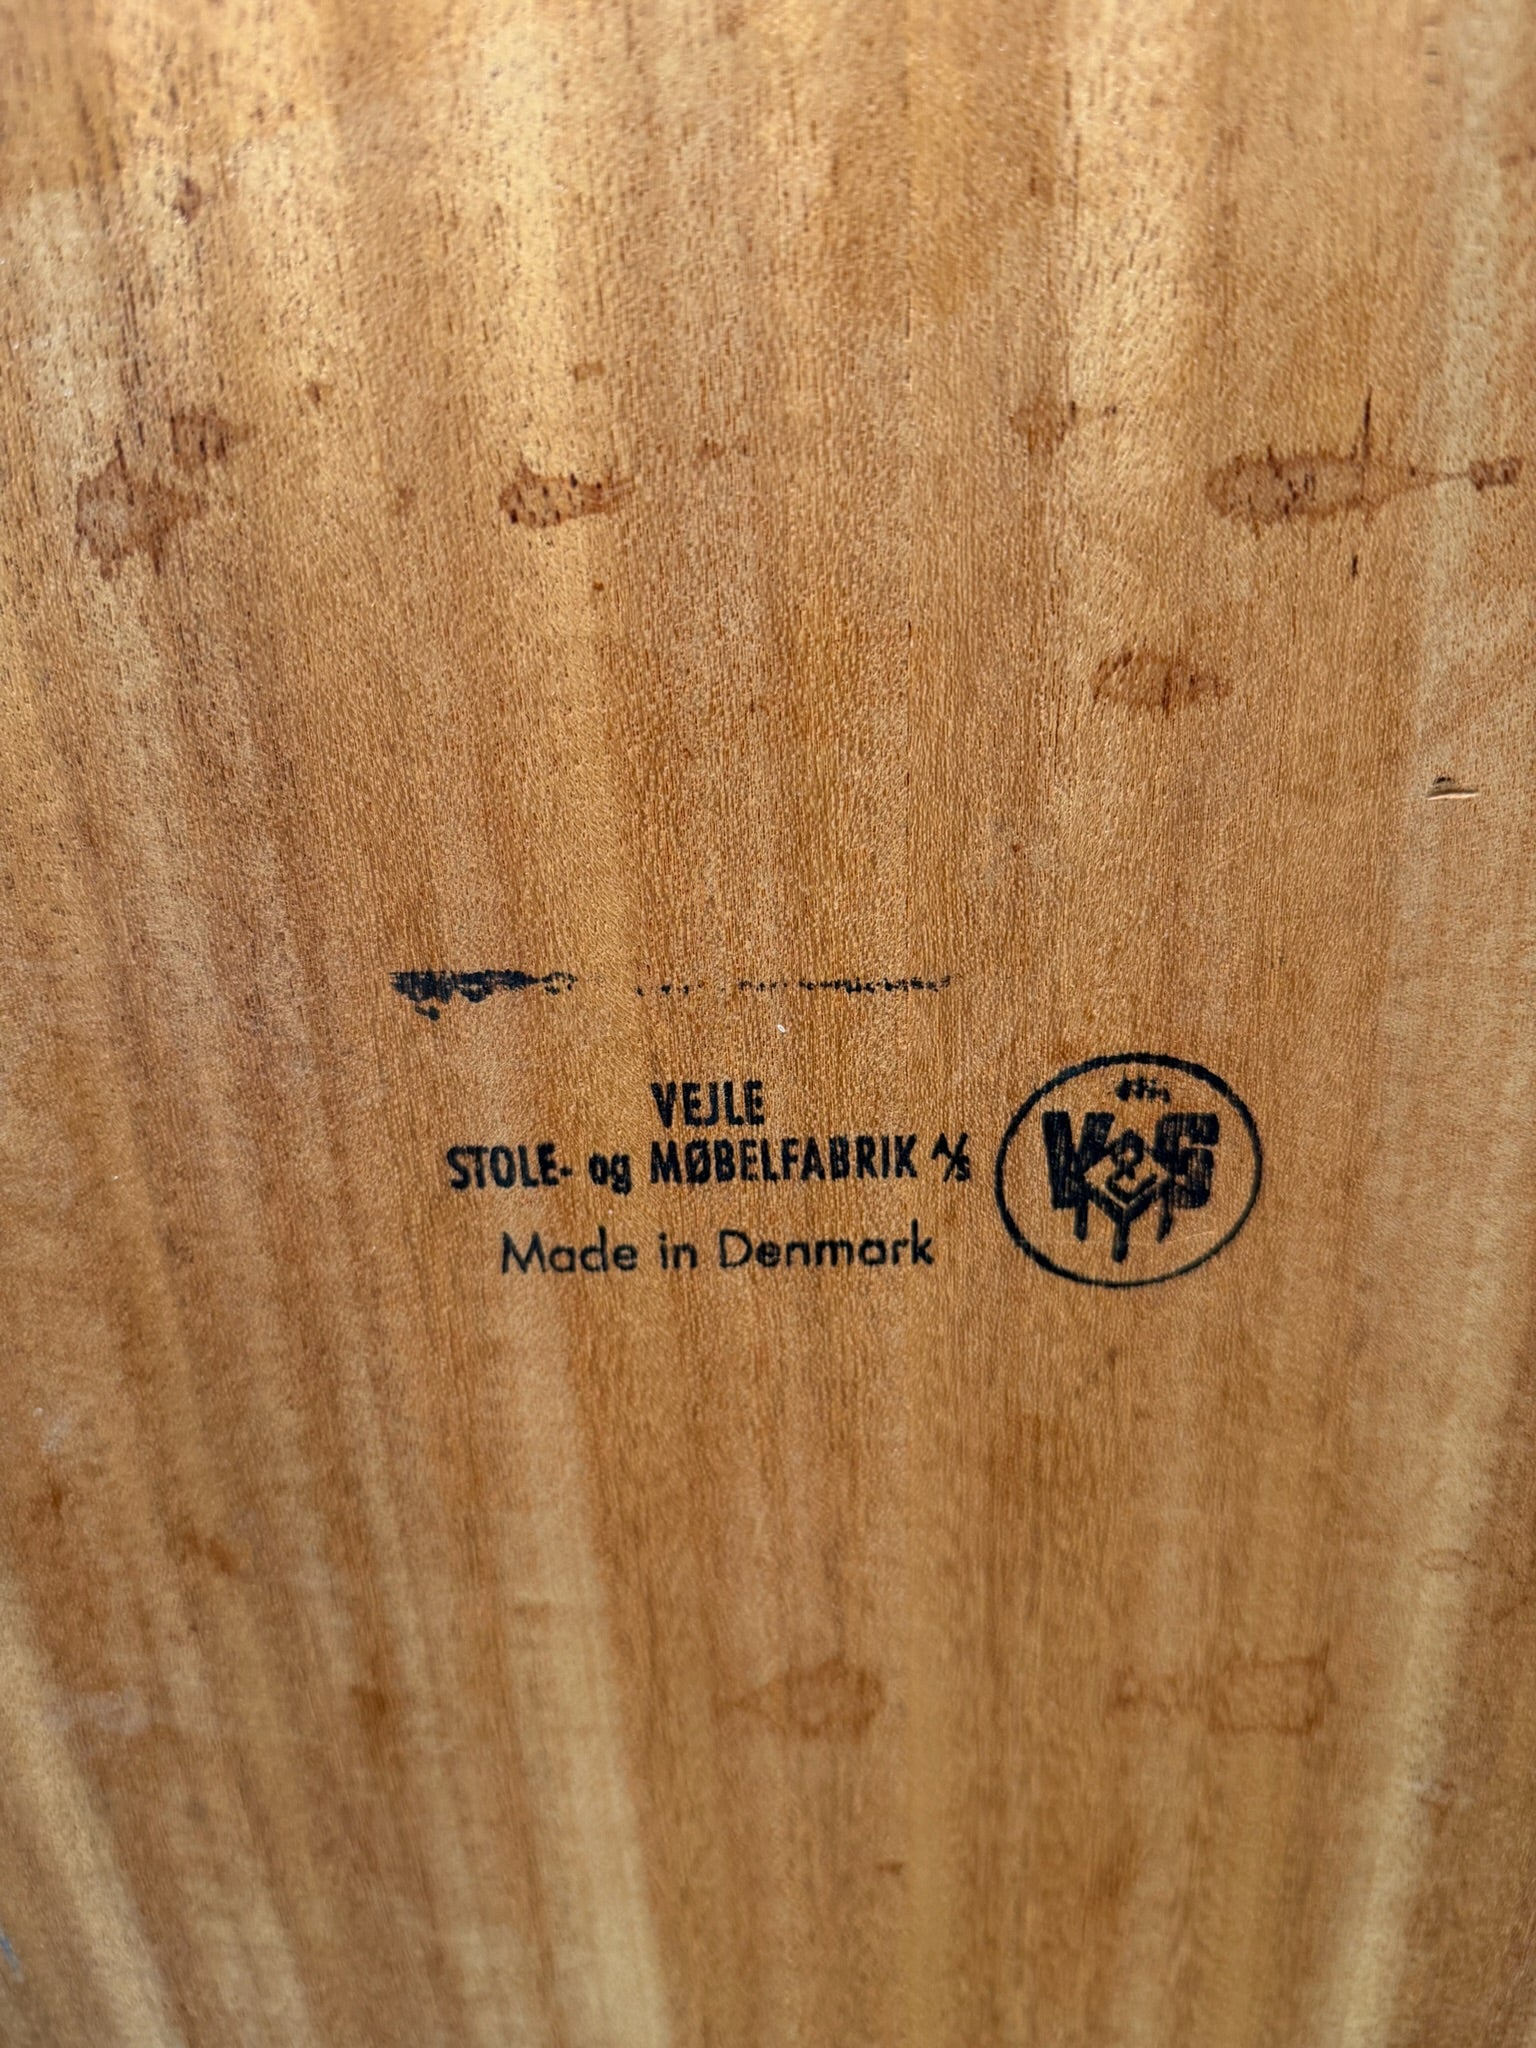 VEJLE
STOLE- og MØBELFABRIK A/S
Made in Denmark
V&S